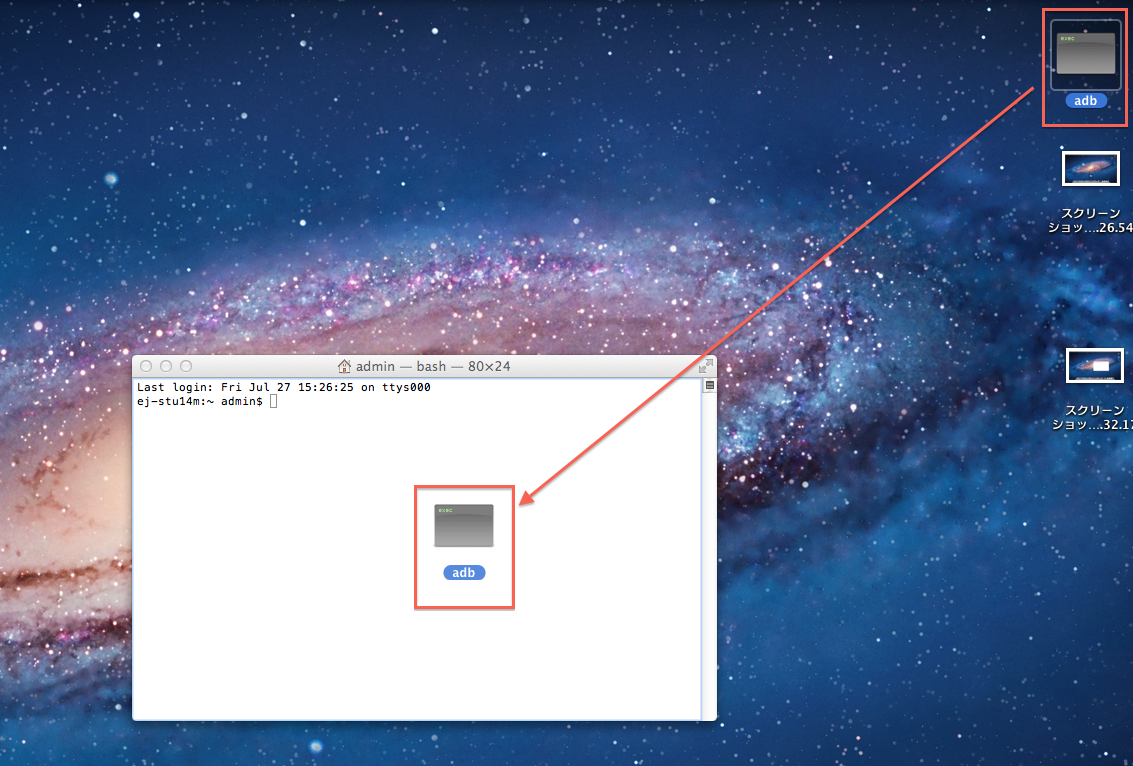 exec
adb
スクリーン
ショッ....26.54
admin — bash — 80×24
Last login: Fri Jul 27 15:26:25 on ttys000
ej-stu14m:~ admin$
スクリーン
ショッ....32.17
exec
adb